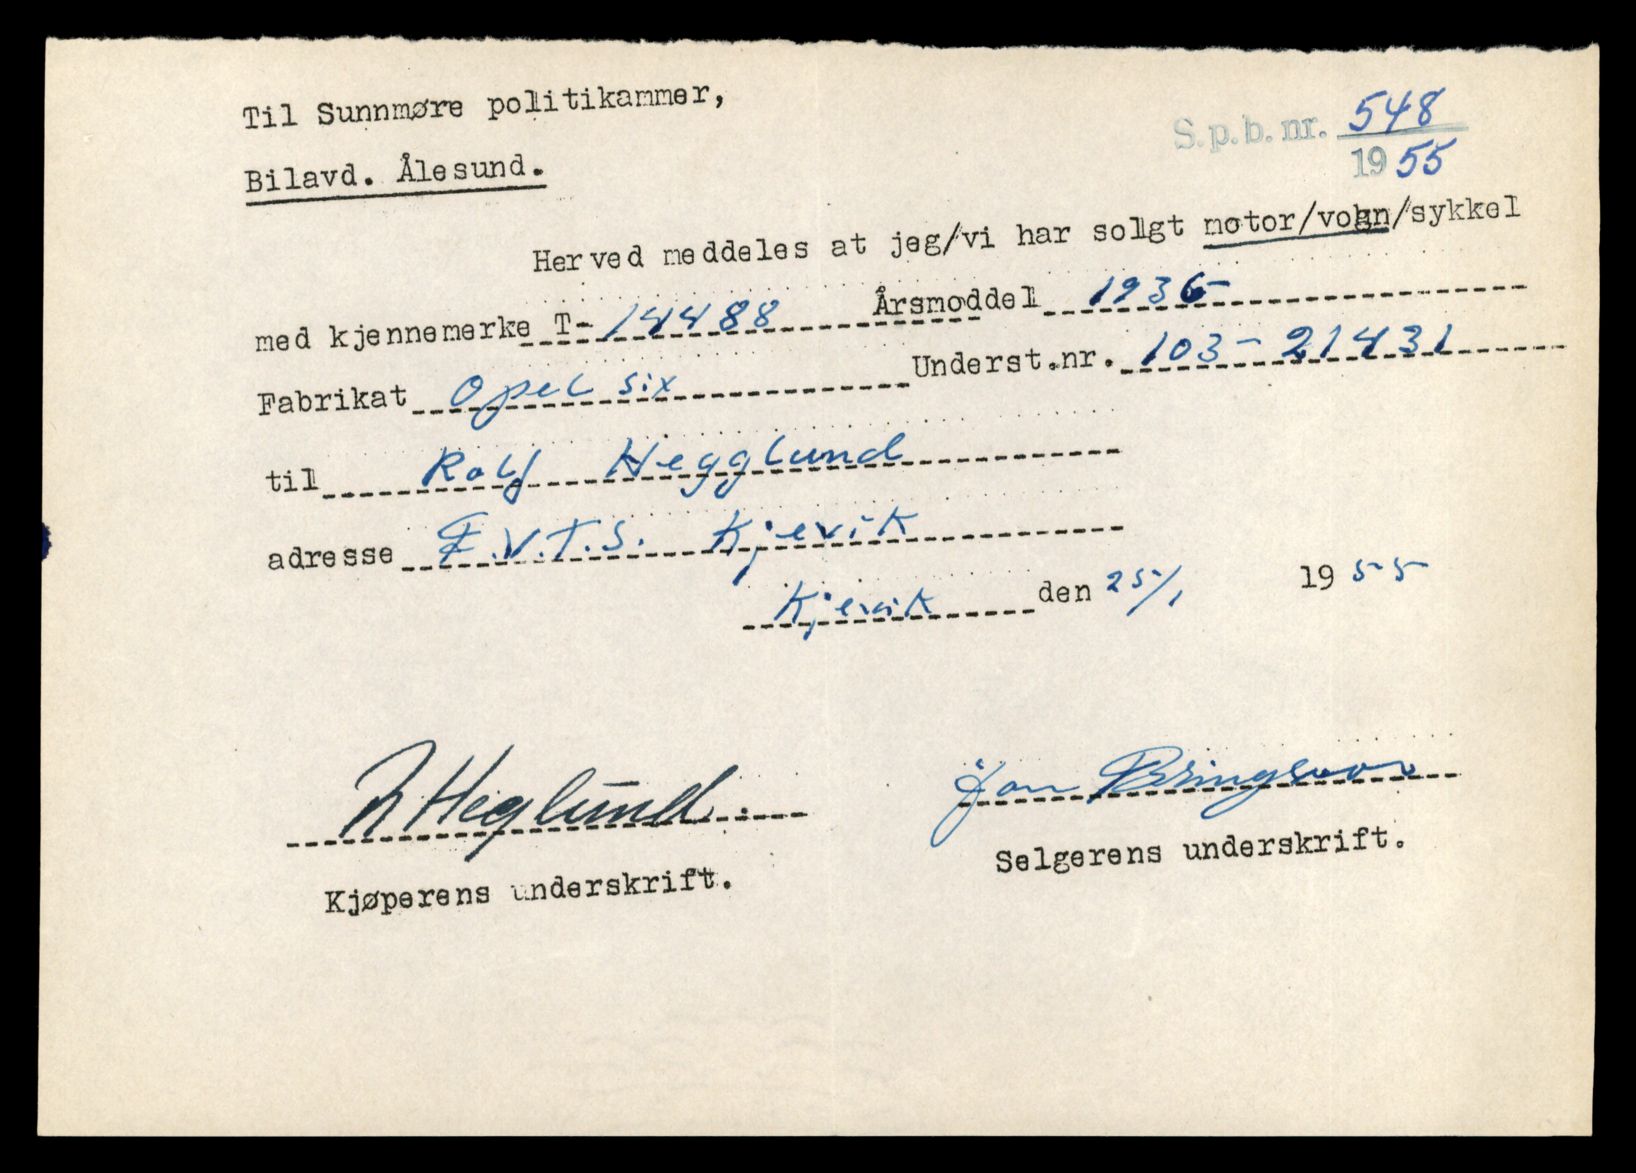 Til Sunnmøre politikammer,
S.p.b. nr. 548
1955
Bilavd. Ålesund.
Herved meddeles at jeg/vi har solgt motor/vogn/sykkel
med kjennemerke T- 14488 Årsmoddel 1936
Fabrikat Opel six Underst.nr. 103-21431
til Rolf Hegglund
adresse F.V.T.S. Kjevik
Kjevik den 25/1 1955
R Heglund. Jan
Kjøperens underskrift. Selgerens underskrift.